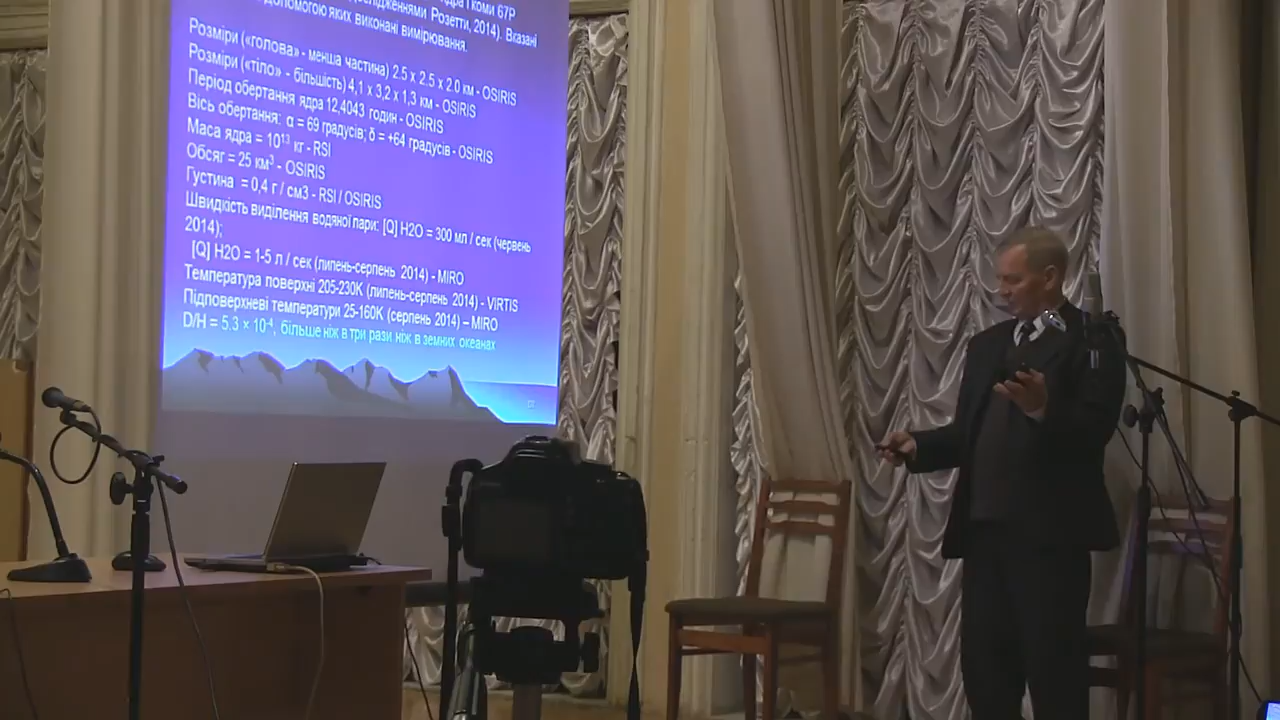 ядра коми 67Р
дослідженнями Розетти, 2014). Вказані
допомогою яких виконані вимірювання.
Розміри («голова» - менша частина) 2.5 x 2.5 x 2.0 км - OSIRIS
Розміри («тіло» - більшість) 4,1 x 3,2 x 1,3 км - OSIRIS
Період обертання ядра 12,4043 годин - OSIRIS
Вісь обертання: α = 69 градусів; δ = +64 градусів - OSIRIS
Маса ядра = 10¹³ кг - RSI
Обсяг = 25 км³ - OSIRIS
Густина = 0,4 г / см3 - RSI / OSIRIS
Швидкість виділення водяної пари: [Q] H2O = 300 мл / сек (червень
2014);
[Q] H2O = 1-5 л / сек (липень-серпень 2014) - MIRO
Температура поверхні 205-230K (липень-серпень 2014) - VIRTIS
Підповерхневі температури 25-160K (серпень 2014) – MIRO
D/H = 5.3 × 10⁻⁴, більше ніж в три рази ніж в земних океанах